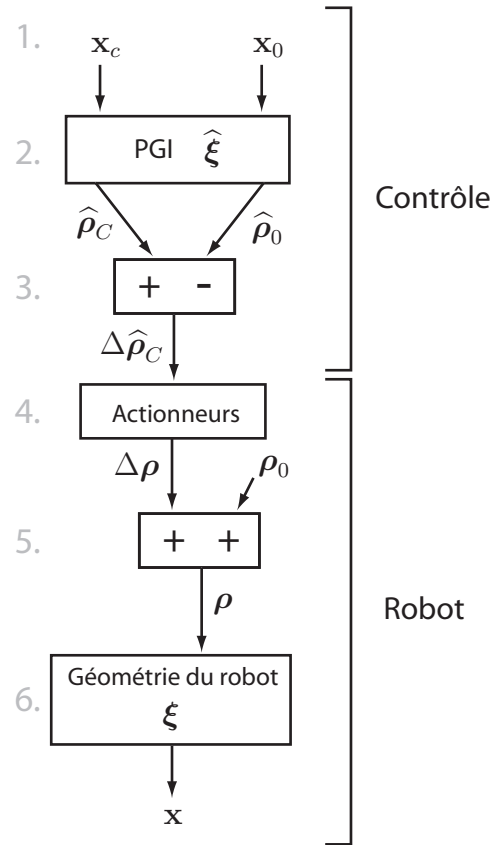 1.
𝐱_c 𝐱_0
2.
PGI ξ̂
Contrôle
ρ̂_C ρ̂_0
3.
+ -
Δρ̂_C
4.
Actionneurs
Δρ ρ_0
5.
+ +
ρ
Robot
6.
Géométrie du robot
ξ
𝐱